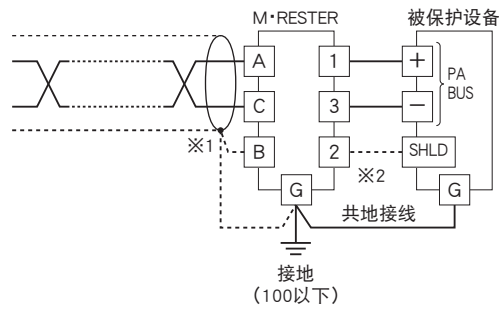 M・RESTER
被保护设备
A
1
+
PA
BUS
C
3
−
※1
B
2
※2
SHLD
G
G
共地接线
接地
(100以下)